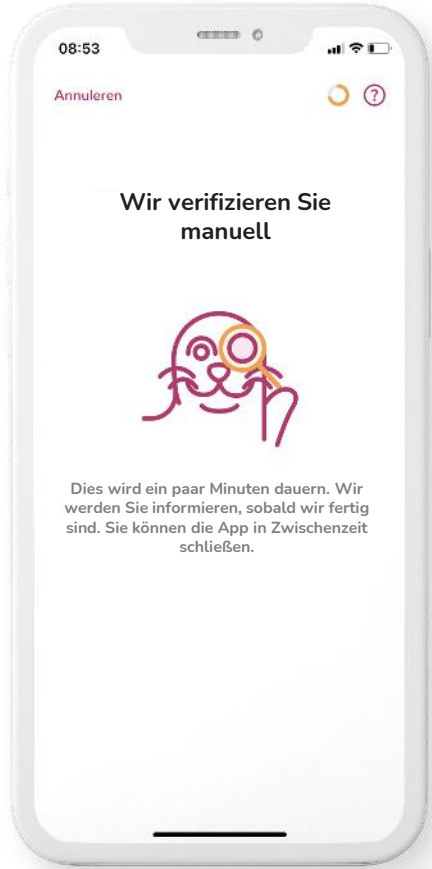 08:53
Annuleren
?
Wir verifizieren Sie
manuell
Dies wird ein paar Minuten dauern. Wir
werden Sie informieren, sobald wir fertig
sind. Sie können die App in Zwischenzeit
schließen.